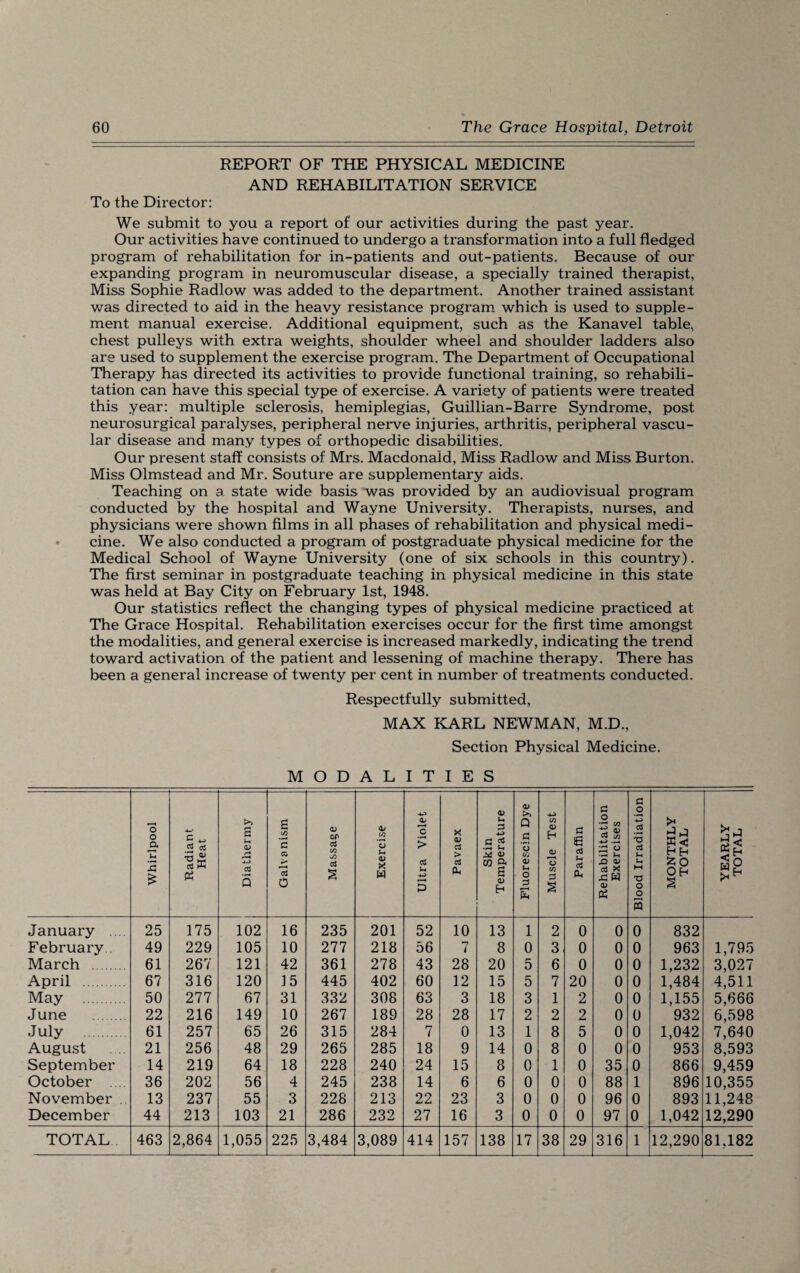 60 The Grace Hospital, Detroit
REPORT OF THE PHYSICAL MEDICINE
AND REHABILITATION SERVICE
To the Director:
We submit to you a report of our activities during the past year.
Our activities have continued to undergo a transformation into a full fledged
program of rehabilitation for in-patients and out-patients. Because of our
expanding program in neuromuscular disease, a specially trained therapist,
Miss Sophie Radlow was added to the department. Another trained assistant
was directed to aid in the heavy resistance program which is used to supple-
ment manual exercise. Additional equipment, such as the Kanavel table,
chest pulleys with extra weights, shoulder wheel and shoulder ladders also
are used to supplement the exercise program. The Department of Occupational
Therapy has directed its activities to provide functional training, so rehabili-
tation can have this special type of exercise. A variety of patients were treated
this year: multiple sclerosis, hemiplegias, Guillian-Barre Syndrome, post
neurosurgical paralyses, peripheral nerve injuries, arthritis, peripheral vascu-
lar disease and many types of orthopedic disabilities.
Our present staff consists of Mrs. Macdonald, Miss Radlow and Miss Burton.
Miss Olmstead and Mr. Souture are supplementary aids.
Teaching on a state wide basis was provided by an audiovisual program
conducted by the hospital and Wayne University. Therapists, nurses, and
physicians were shown films in all phases of rehabilitation and physical medi-
cine. We also conducted a program of postgraduate physical medicine for the
Medical School of Wayne University (one of six schools in this country).
The first seminar in postgraduate teaching in physical medicine in this state
was held at Bay City on February 1st, 1948.
Our statistics reflect the changing types of physical medicine practiced at
The Grace Hospital. Rehabilitation exercises occur for the first time amongst
the modalities, and general exercise is increased markedly, indicating the trend
toward activation of the patient and lessening of machine therapy. There has
been a general increase of twenty per cent in number of treatments conducted.
Respectfully submitted,
MAX KARL NEWMAN, M.D.,
Section Physical Medicine.
MODALITIES
Whirlpool Radiant Heat Diathermy Galvanism Massage Exercise Ultra Violet Pavaex Skin Temperature Fluorescin Dye Muscle Test Paraffin Rehabilitation Exercises Blood Irradiation MONTHLY TOTAL YEARLY TOTAL
January .... 25 175 102 16 235 201 52 10 13 1 2 0 0 0 832
February.. 49 229 105 10 277 218 56 7 8 0 3 0 0 0 963 1,795
March ........ 61 267 121 42 361 278 43 28 20 5 6 0 0 0 1,232 3,027
April .......... 67 316 120 15 445 402 60 12 15 5 7 20 0 0 1,484 4,511
May .......... 50 277 67 31 332 308 63 3 18 3 1 2 0 0 1,155 5,666
June ........ 22 216 149 10 267 189 28 28 17 2 2 2 0 0 932 6,598
July .......... 61 257 65 26 315 284 7 0 13 1 8 5 0 0 1,042 7,640
August .... 21 256 48 29 265 285 18 9 14 0 8 0 0 0 953 8,593
September 14 219 64 18 228 240 24 15 8 0 1 0 35 0 866 9,459
October .... 36 202 56 4 245 238 14 6 6 0 0 0 88 1 896 10,355
November .. 13 237 55 3 228 213 22 23 3 0 0 0 96 0 893 11,248
December 44 213 103 21 286 232 27 16 3 0 0 0 97 0 1,042 12,290
TOTAL.. 463 2,864 1,055 225 3,484 3,089 414 157 138 17 38 29 316 1 12,290 81,182